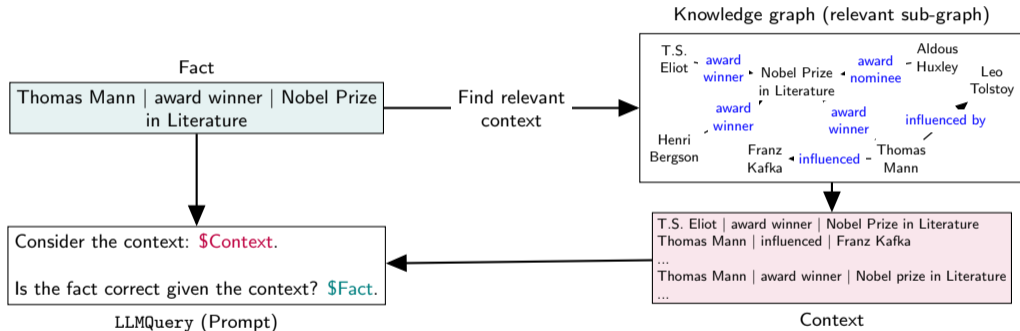 Knowledge graph (relevant sub-graph)
Fact
Thomas Mann | award winner | Nobel Prize
in Literature
Find relevant
context
T.S.
Eliot
award
winner
Nobel Prize
in Literature
award
nominee
Aldous
Huxley
Leo
Tolstoy
award
winner
award
winner
influenced by
Henri
Bergson
Franz
Kafka
influenced
Thomas
Mann
Consider the context: $Context.
Is the fact correct given the context? $Fact.
LLMQuery (Prompt)
T.S. Eliot | award winner | Nobel Prize in Literature
Thomas Mann | influenced | Franz Kafka
...
Thomas Mann | award winner | Nobel prize in Literature
...
Context